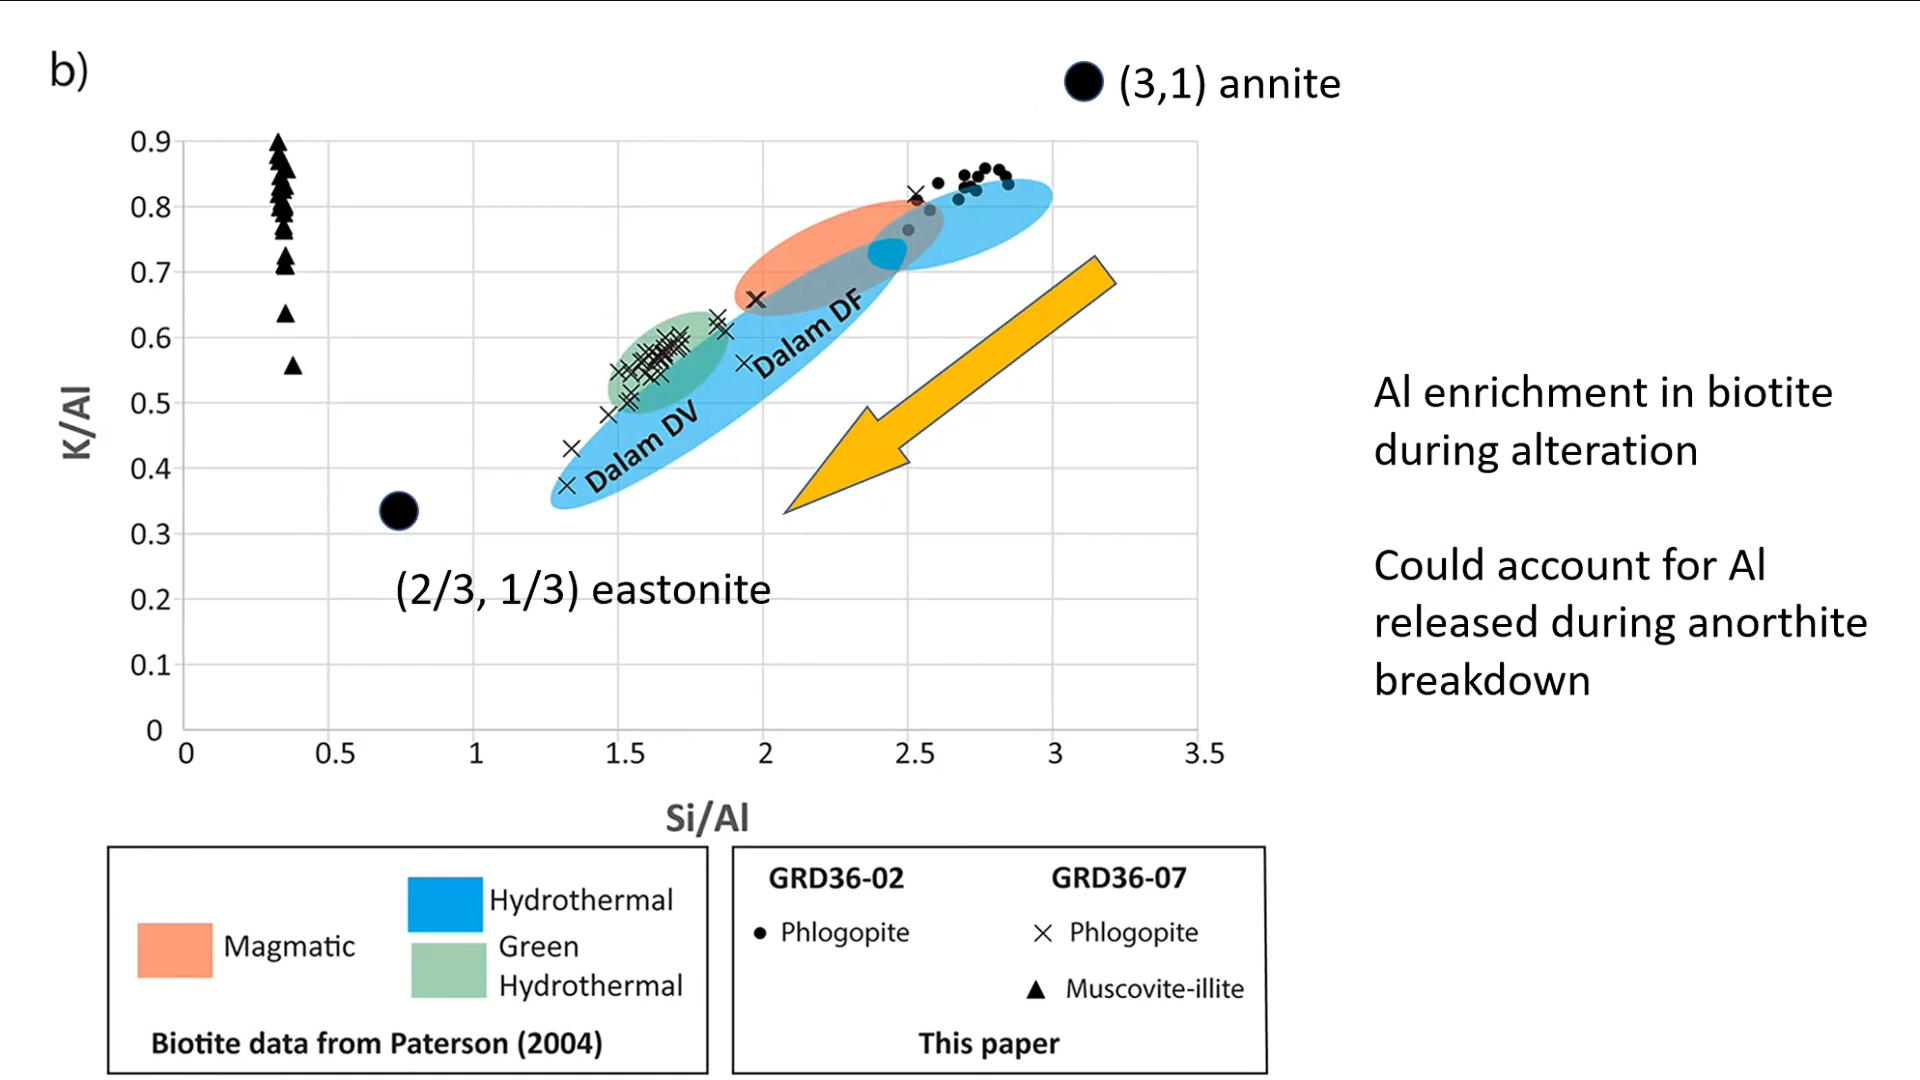 b)
(3,1) annite
0.9
0.8
0.7
0.6
0.5
0.4
0.3
0.2
0.1
0
K/Al
0 0.5 1 1.5 2 2.5 3 3.5
Si/Al
Dalam DF
Dalam DV
(2/3, 1/3) eastonite
Al enrichment in biotite
during alteration
Could account for Al
released during anorthite
breakdown
Magmatic
Hydrothermal
Green
Hydrothermal
Biotite data from Paterson (2004)
GRD36-02 GRD36-07
Phlogopite Phlogopite
Muscovite-illite
This paper